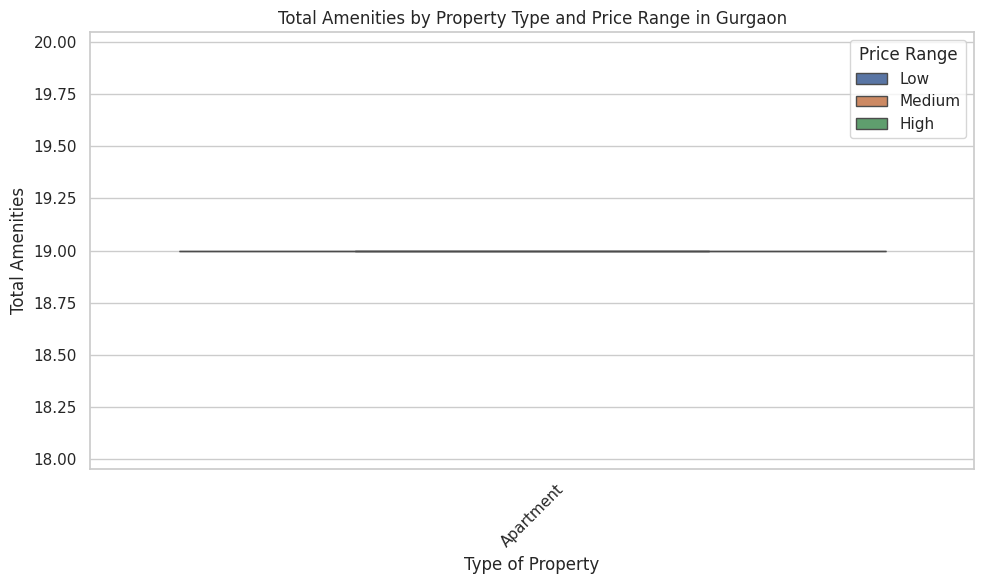 Total Amenities by Property Type and Price Range in Gurgaon
Price Range
Low
Medium
High
Total Amenities
20.00
19.75
19.50
19.25
19.00
18.75
18.50
18.25
18.00
Apartment
Type of Property